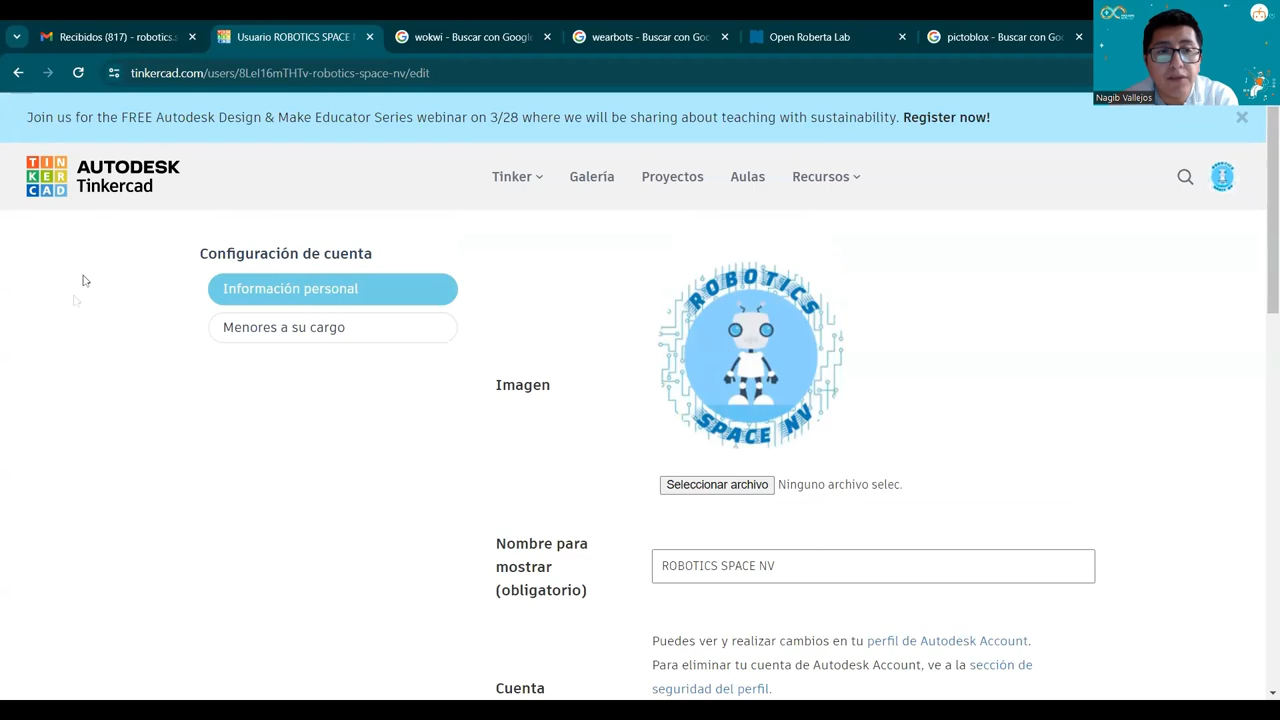 Recibidos (817) - robotics.s
Usuario ROBOTICS SPACE
wokwi - Buscar con Google
wearbots - Buscar con Goo
Open Roberta Lab
pictoblox - Buscar con Goo
tinkercad.com/users/8LeI16mTHTv-robotics-space-nv/edit
Nagib Vallejos
Join us for the FREE Autodesk Design & Make Educator Series webinar on 3/28 where we will be sharing about teaching with sustainability. Register now!
TIN
KER
CAD
AUTODESK
Tinkercad
Tinker
Galería
Proyectos
Aulas
Recursos
Configuración de cuenta
Información personal
Menores a su cargo
ROBOTICS
SPACE NV
Imagen
Seleccionar archivo Ninguno archivo selec.
Nombre para
mostrar
(obligatorio)
ROBOTICS SPACE NV
Puedes ver y realizar cambios en tu perfil de Autodesk Account.
Para eliminar tu cuenta de Autodesk Account, ve a la sección de
seguridad del perfil.
Cuenta